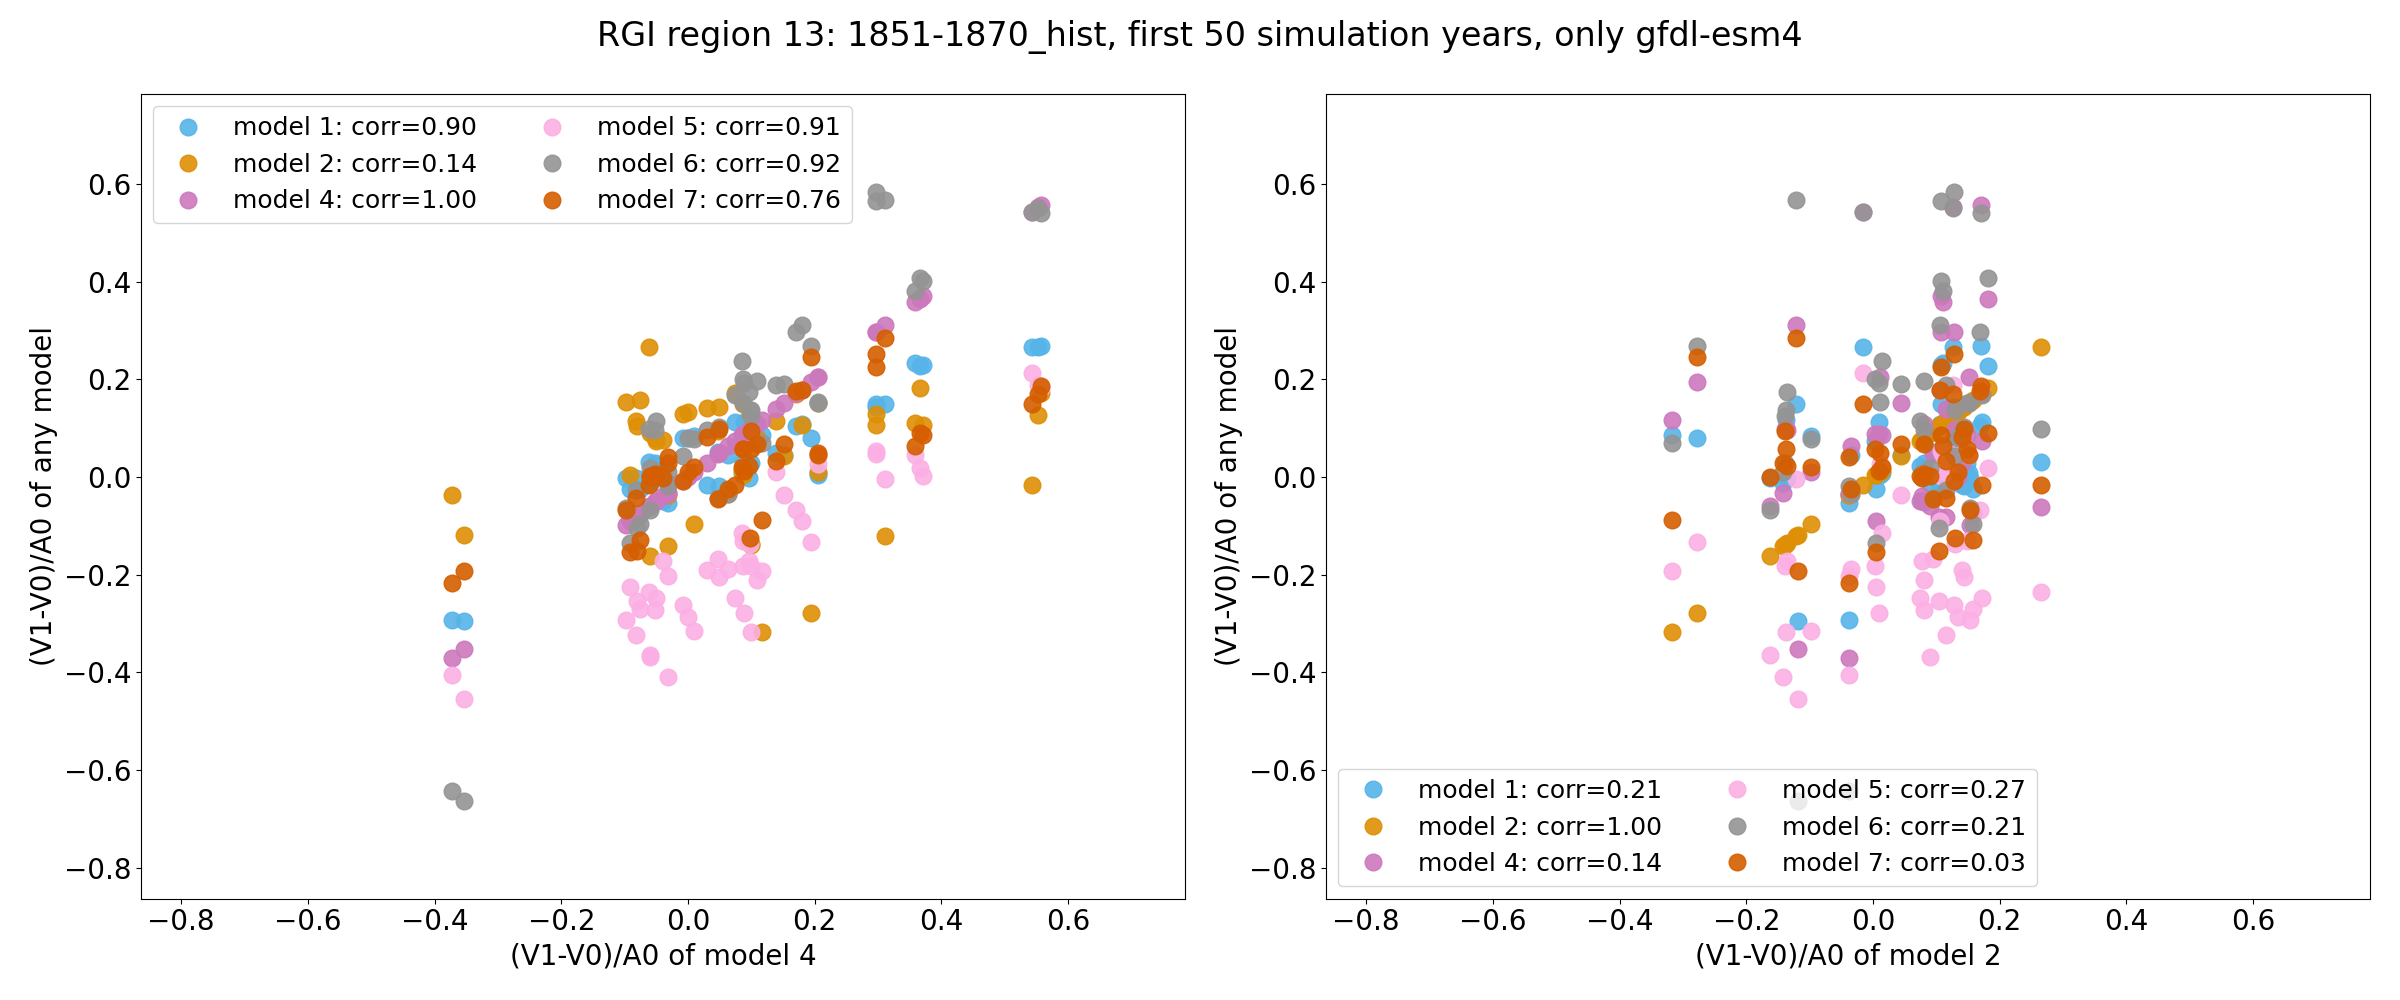 RGI region 13: 1851-1870_hist, first 50 simulation years, only gfdl-esm4
model 1: corr=0.90
model 2: corr=0.14
model 4: corr=1.00
model 5: corr=0.91
model 6: corr=0.92
model 7: corr=0.76
(V1-V0)/A0 of any model
0.6
0.4
0.2
0.0
−0.2
−0.4
−0.6
−0.8
−0.8 −0.6 −0.4 −0.2 0.0 0.2 0.4 0.6
(V1-V0)/A0 of model 4
(V1-V0)/A0 of any model
0.6
0.4
0.2
0.0
−0.2
−0.4
−0.6
−0.8
model 1: corr=0.21
model 2: corr=1.00
model 4: corr=0.14
model 5: corr=0.27
model 6: corr=0.21
model 7: corr=0.03
−0.8 −0.6 −0.4 −0.2 0.0 0.2 0.4 0.6
(V1-V0)/A0 of model 2